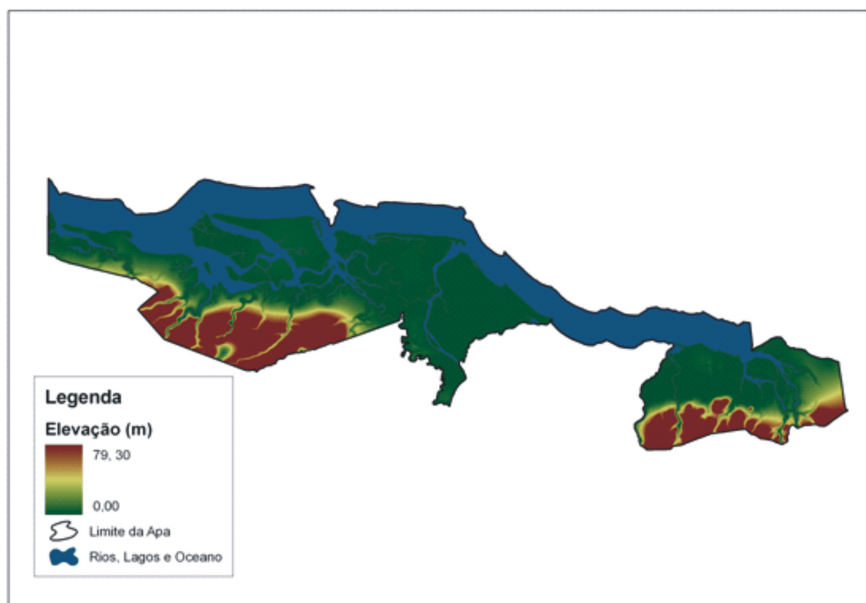 Legenda
Elevação (m)
79, 30
0,00
Limite da Apa
Rios, Lagos e Oceano